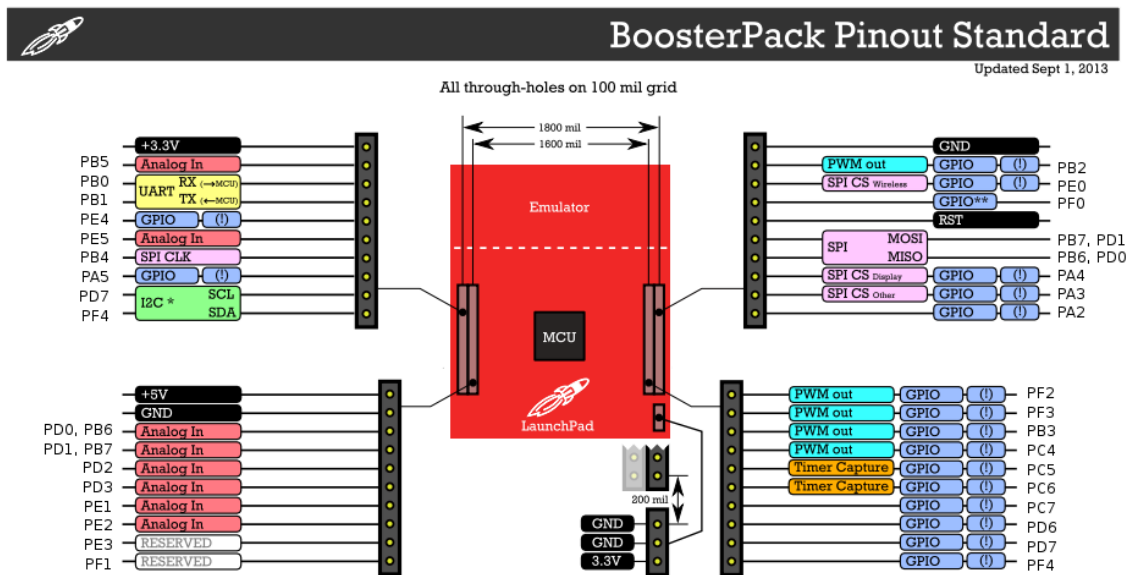 BoosterPack Pinout Standard
Updated Sept 1, 2013
All through-holes on 100 mil grid
1800 mil
1600 mil
+3.3V
PB5 Analog In
PB0 UART RX (→MCU)
PB1 TX (←MCU)
PE4 GPIO (!)
PE5 Analog In
PB4 SPI CLK
PA5 GPIO (!)
PD7 I2C * SCL
PF4 SDA
Emulator
MCU
LaunchPad
GND
PWM out GPIO (!) PB2
SPI CS Wireless GPIO (!) PE0
GPIO** PF0
RST
SPI MOSI PB7, PD1
MISO PB6, PD0
SPI CS Display GPIO (!) PA4
SPI CS Other GPIO (!) PA3
GPIO (!) PA2
+5V
GND
PD0, PB6 Analog In
PD1, PB7 Analog In
PD2 Analog In
PD3 Analog In
PE1 Analog In
PE2 Analog In
PE3 RESERVED
PF1 RESERVED
200 mil
GND
GND
3.3V
PWM out GPIO (!) PF2
PWM out GPIO (!) PF3
PWM out GPIO (!) PB3
PWM out GPIO (!) PC4
Timer Capture GPIO (!) PC5
Timer Capture GPIO (!) PC6
GPIO (!) PC7
GPIO (!) PD6
GPIO (!) PD7
GPIO (!) PF4